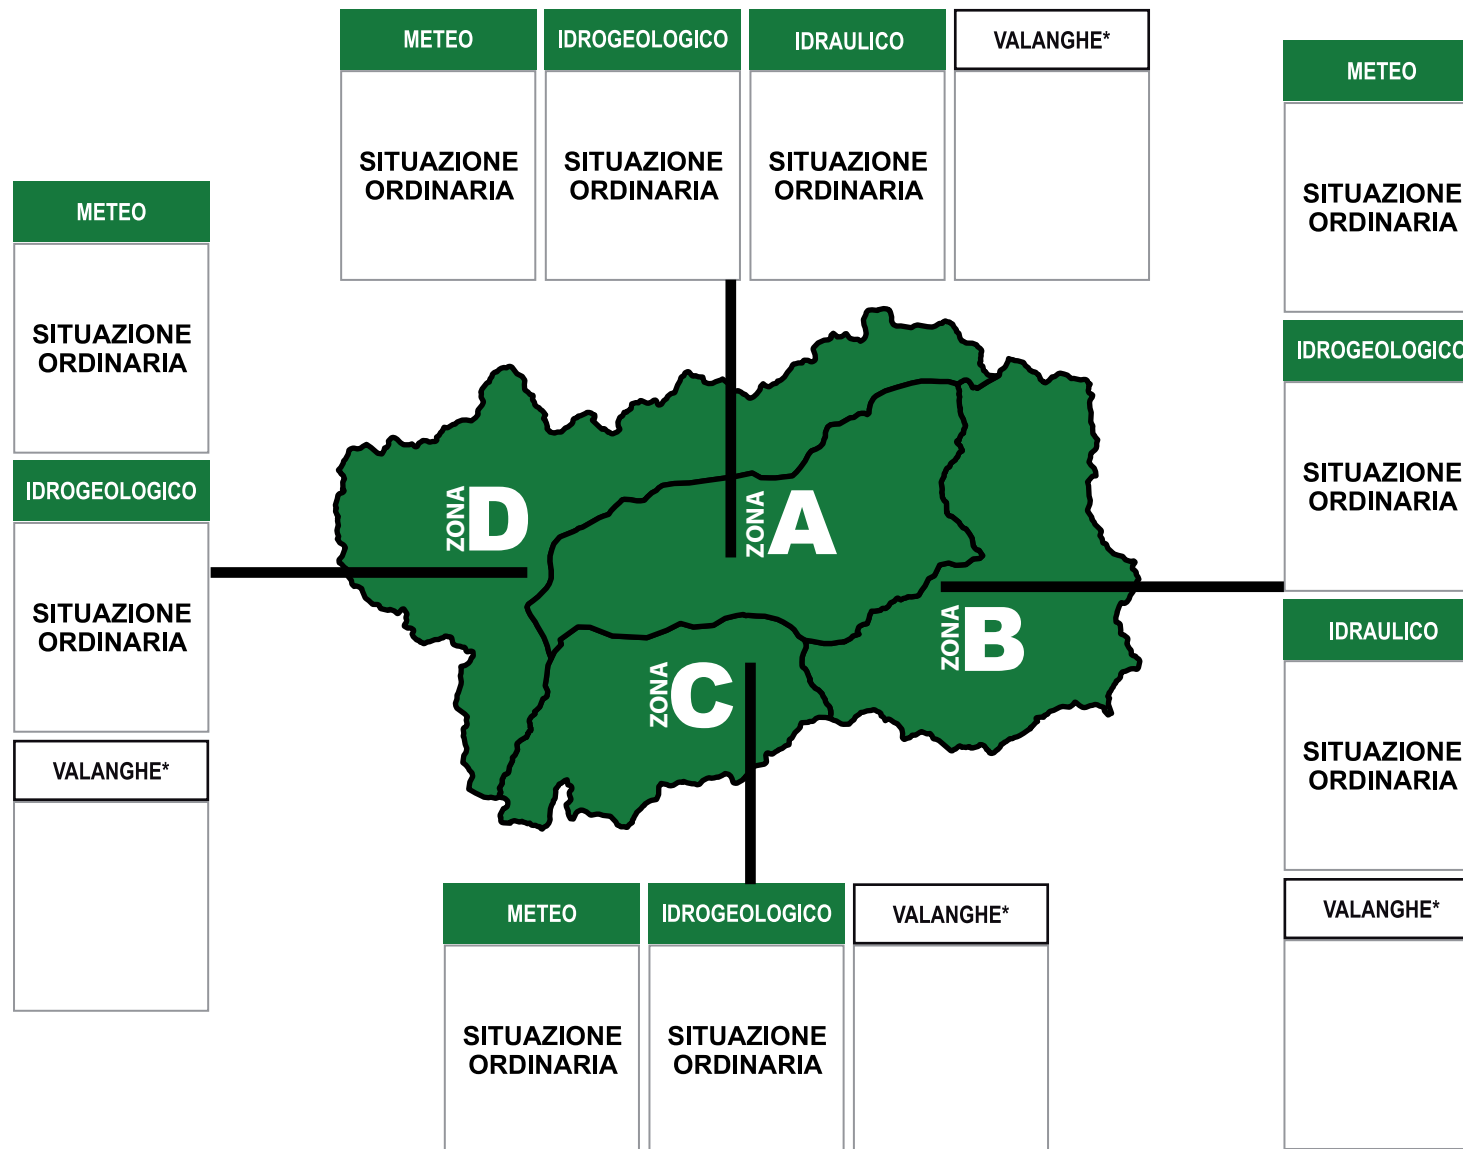 METEO
IDROGEOLOGICO
IDRAULICO
VALANGHE*
SITUAZIONE
ORDINARIA
SITUAZIONE
ORDINARIA
SITUAZIONE
ORDINARIA
METEO
SITUAZIONE
ORDINARIA
IDROGEOLOGICO
SITUAZIONE
ORDINARIA
VALANGHE*
ZONA D
ZONA A
ZONA B
ZONA C
METEO
SITUAZIONE
ORDINARIA
IDROGEOLOGICO
SITUAZIONE
ORDINARIA
IDRAULICO
SITUAZIONE
ORDINARIA
VALANGHE*
METEO
IDROGEOLOGICO
VALANGHE*
SITUAZIONE
ORDINARIA
SITUAZIONE
ORDINARIA